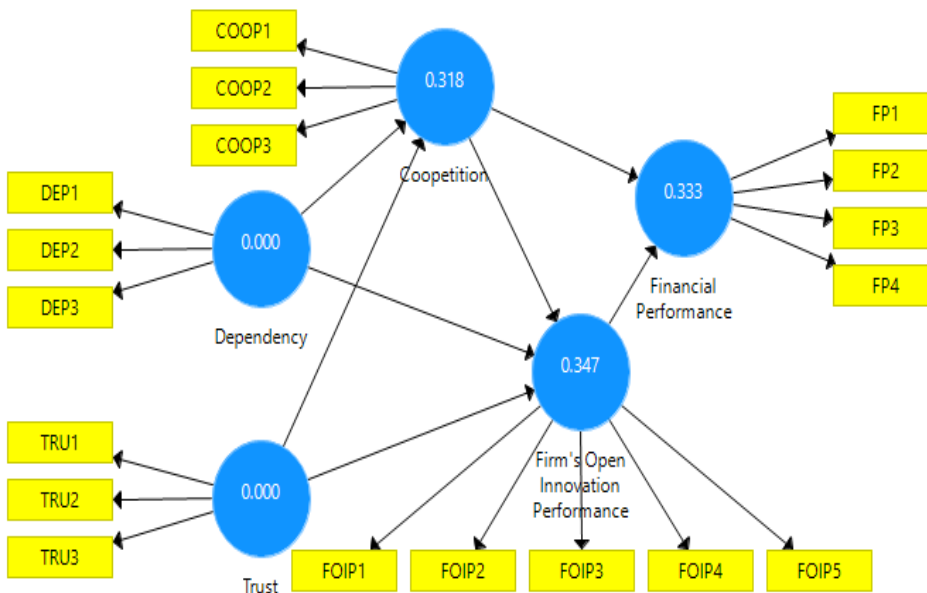 COOP1
COOP2
COOP3
0.318
Coopetition
DEP1
DEP2
DEP3
0.000
Dependency
TRU1
TRU2
TRU3
0.000
Trust
0.333
Financial
Performance
FP1
FP2
FP3
FP4
0.347
Firm's Open
Innovation
Performance
FOIP1
FOIP2
FOIP3
FOIP4
FOIP5